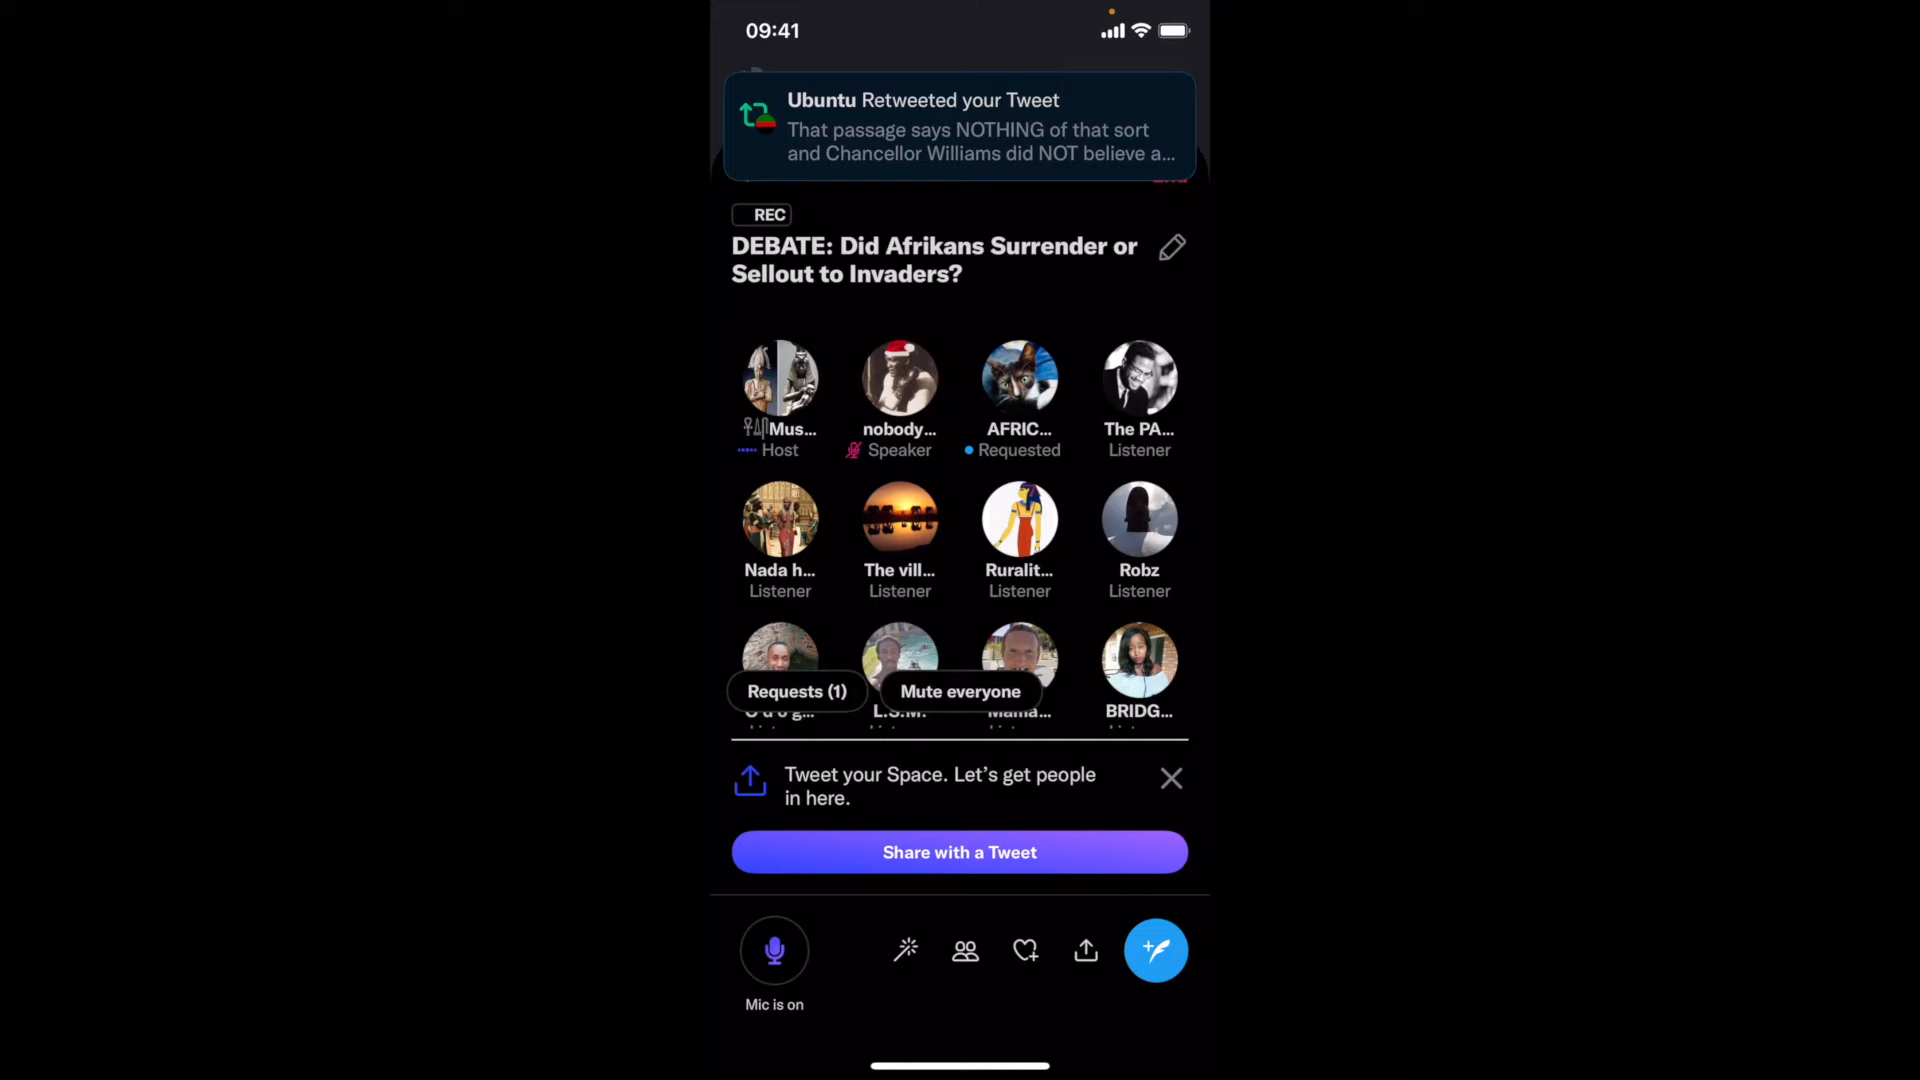 09:41
Ubuntu Retweeted your Tweet
That passage says NOTHING of that sort
and Chancellor Williams did NOT believe a...
REC
DEBATE: Did Afrikans Surrender or
Sellout to Invaders?
Mus... nobody... AFRIC... The PA...
Host Speaker Requested Listener
Nada h... The vill... Ruralit... Robz
Listener Listener Listener Listener
Requests (1) Mute everyone
L.S.M. Mama... BRIDG...
Tweet your Space. Let’s get people
in here.
Share with a Tweet
Mic is on